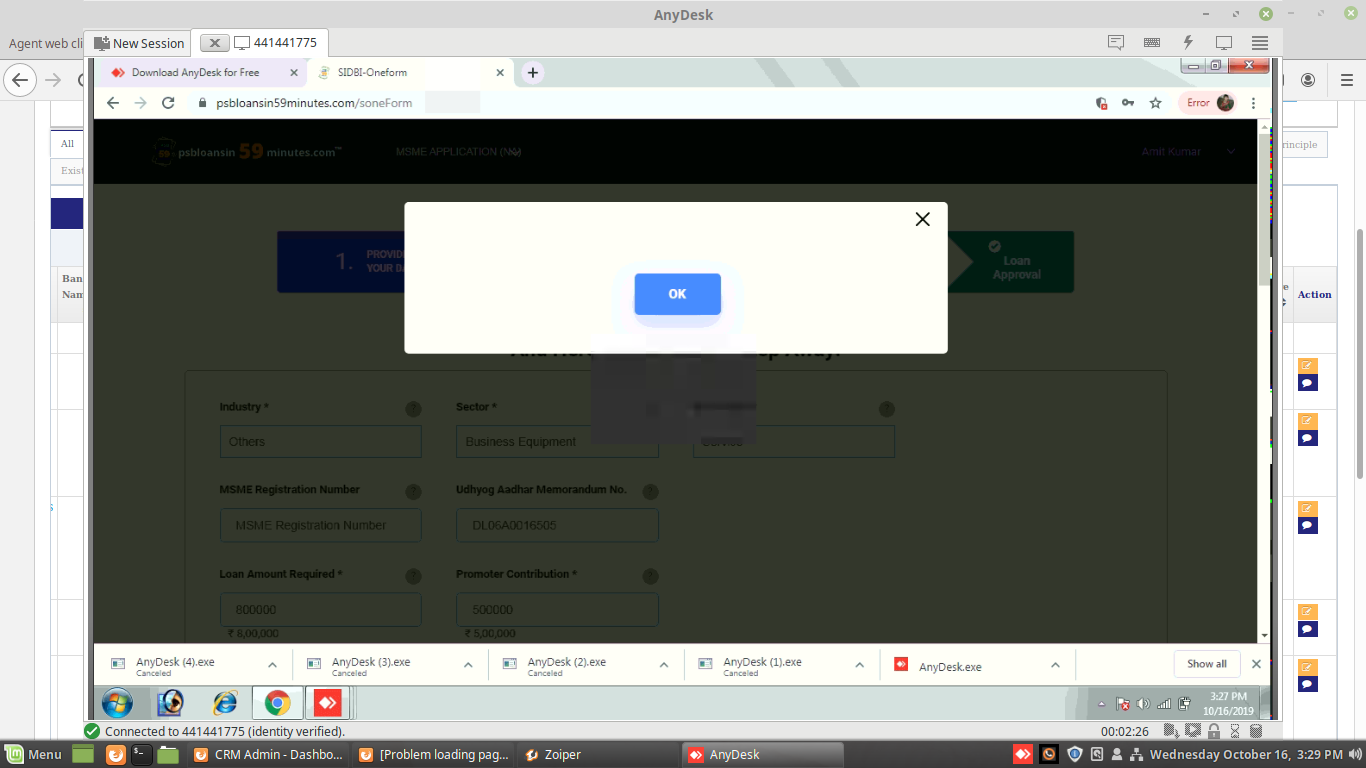 AnyDesk
Agent web cli
New Session
441441775
Download AnyDesk for Free
SIDBI-Oneform
psbloansin59minutes.com/soneForm
Error
All
Exist
rinciple
psbloansin 59 minutes.com™
MSME APPLICATION
Amit Kumar
1.
PROVID
YOUR BA
Loan
Approval
OK
Ban
Nam
e
Action
Industry *
Sector *
Others
Business Equipment
Service
MSME Registration Number
Udhyog Aadhar Memorandum No.
MSME Registration Number
DL06A0016505
Loan Amount Required *
Promoter Contribution *
800000
500000
₹ 6,00,000
₹ 5,00,000
AnyDesk (4).exe
Canceled
AnyDesk (3).exe
Canceled
AnyDesk (2).exe
Canceled
AnyDesk (1).exe
Canceled
AnyDesk.exe
Show all
3:27 PM
10/16/2019
Connected to 441441775 (identity verified).
00:02:26
Menu
CRM Admin - Dashbo...
[Problem loading pag...
Zoiper
AnyDesk
Wednesday October 16, 3:29 PM